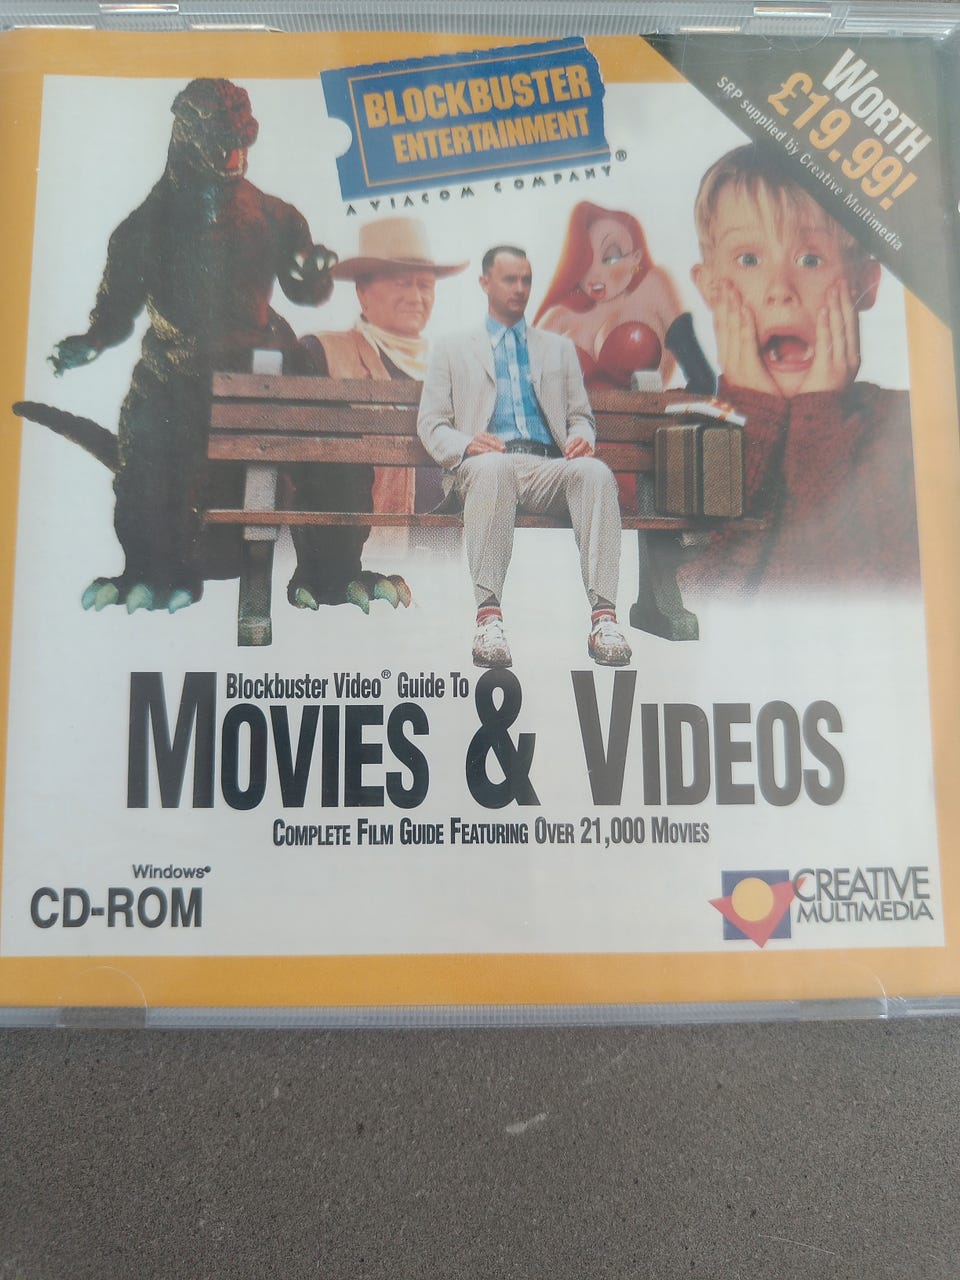 BLOCKBUSTER
ENTERTAINMENT®
A VIACOM COMPANY
WORTH
£19.99!
SRP supplied by Creative Multimedia
Blockbuster Video® Guide To
MOVIES & VIDEOS
COMPLETE FILM GUIDE FEATURING OVER 21,000 MOVIES
Windows®
CD-ROM
CREATIVE
MULTIMEDIA